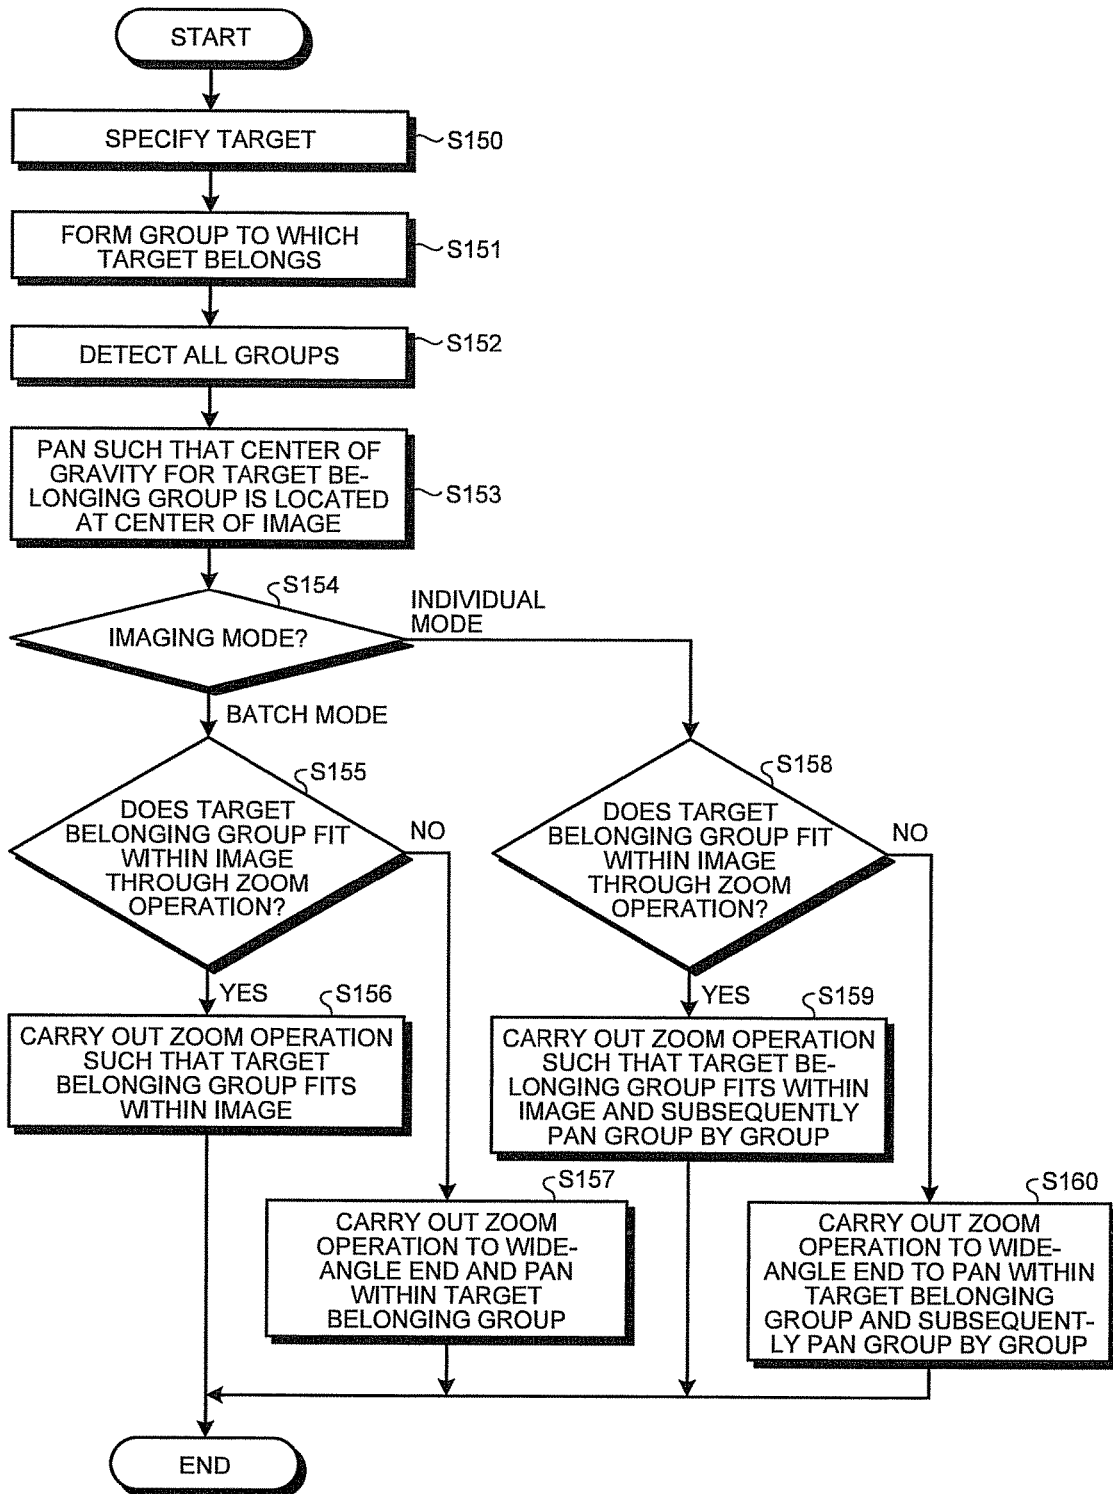 START
SPECIFY TARGET
S150
FORM GROUP TO WHICH
TARGET BELONGS
S151
DETECT ALL GROUPS
S152
PAN SUCH THAT CENTER OF
GRAVITY FOR TARGET BE-
LONGING GROUP IS LOCATED
AT CENTER OF IMAGE
S153
S154
IMAGING MODE?
INDIVIDUAL
MODE
BATCH MODE
S155
DOES TARGET
BELONGING GROUP FIT
WITHIN IMAGE
THROUGH ZOOM
OPERATION?
NO
YES
S158
DOES TARGET
BELONGING GROUP FIT
WITHIN IMAGE
THROUGH ZOOM
OPERATION?
NO
YES
S156
CARRY OUT ZOOM OPERATION
SUCH THAT TARGET
BELONGING GROUP FITS
WITHIN IMAGE
S159
CARRY OUT ZOOM OPERATION
SUCH THAT TARGET BE-
LONGING GROUP FITS WITHIN
IMAGE AND SUBSEQUENTLY
PAN GROUP BY GROUP
S157
CARRY OUT ZOOM
OPERATION TO WIDE-
ANGLE END AND PAN
WITHIN TARGET
BELONGING GROUP
S160
CARRY OUT ZOOM
OPERATION TO WIDE-
ANGLE END TO PAN WITHIN
TARGET BELONGING
GROUP AND SUBSEQUENT-
LY PAN GROUP BY GROUP
END